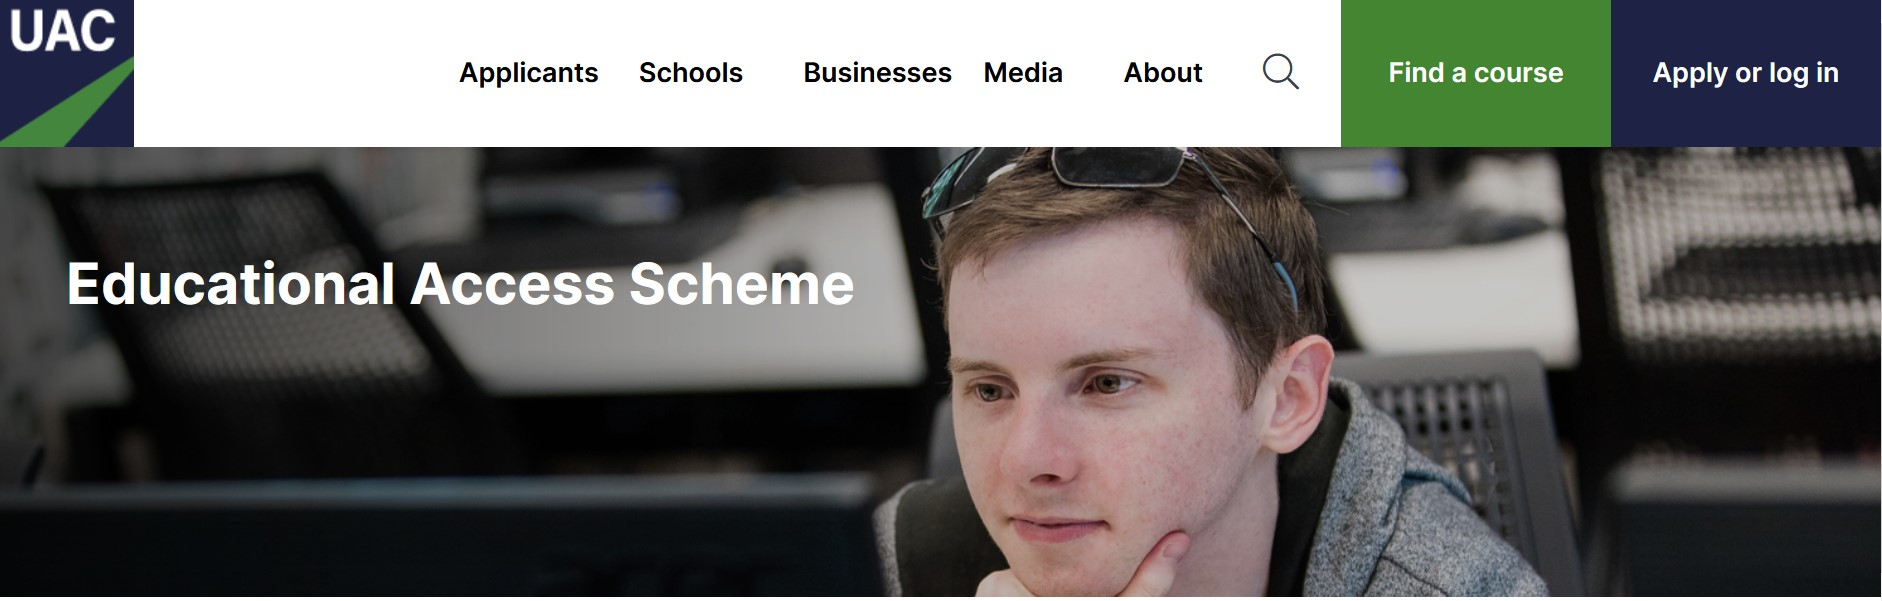 UAC
Applicants Schools Businesses Media About Find a course Apply or log in
Educational Access Scheme